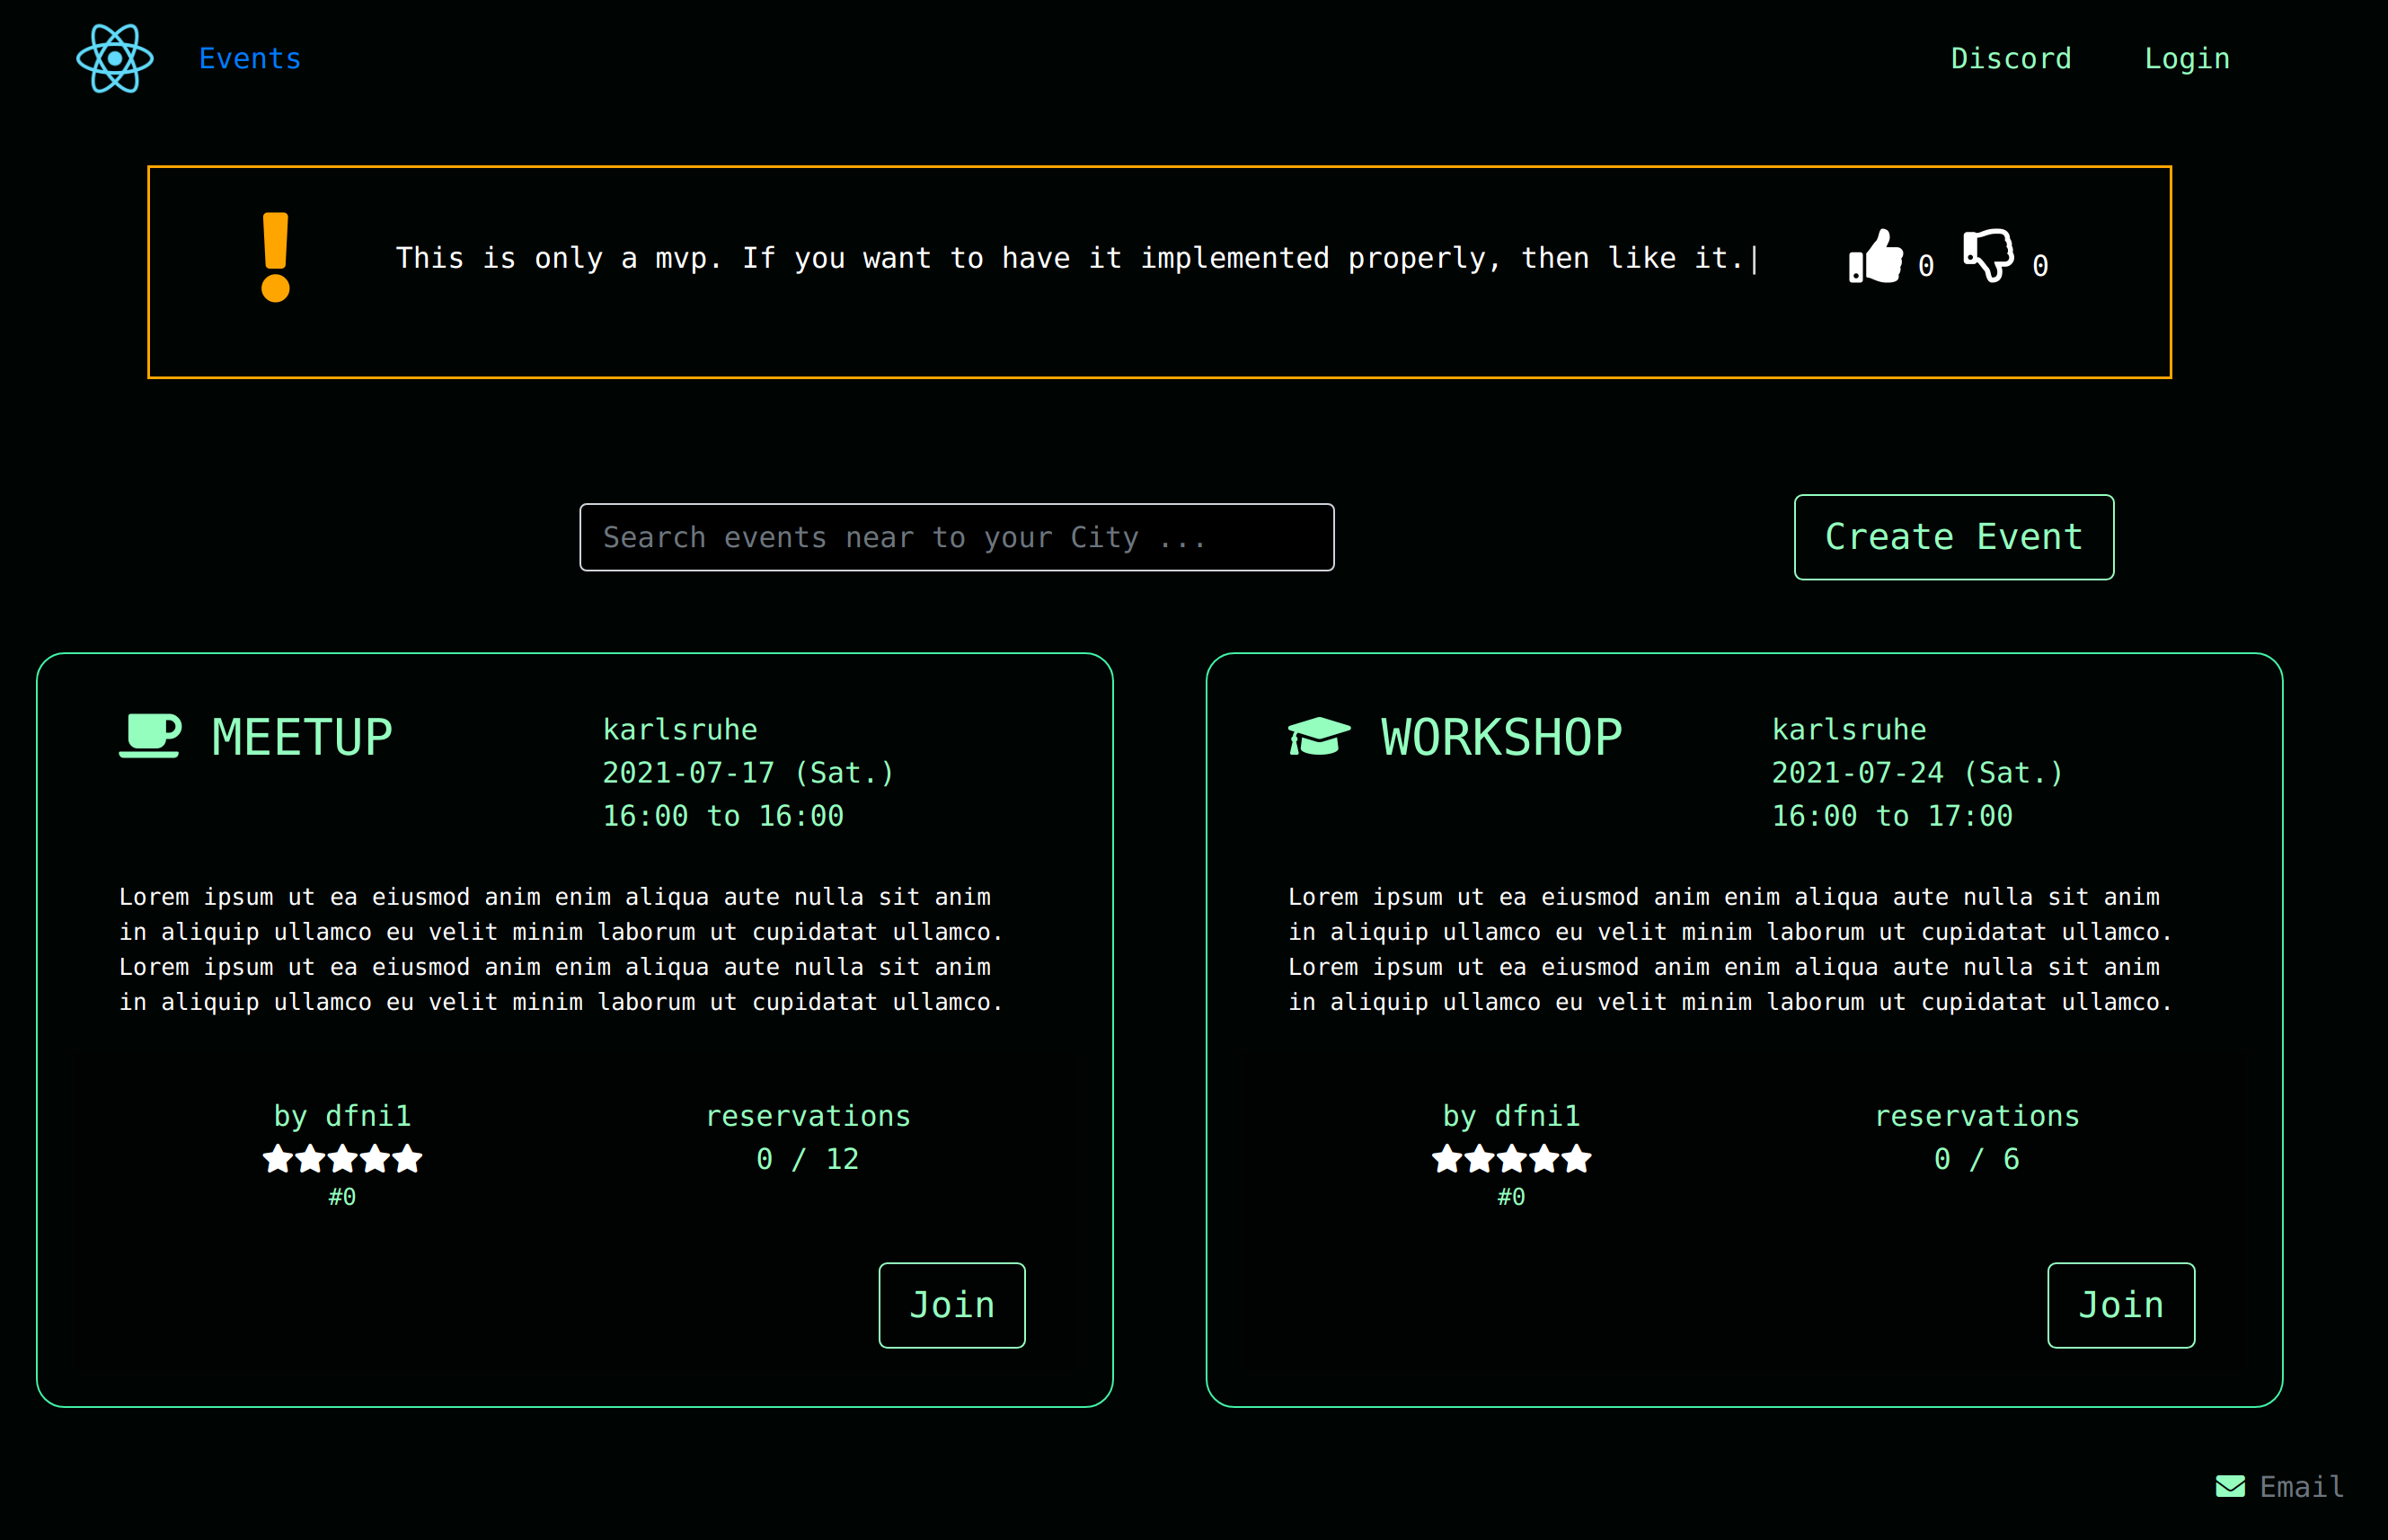 Events
Discord
Login
This is only a mvp. If you want to have it implemented properly, then like it.|
0
0
Search events near to your City ...
Create Event
MEETUP
karlsruhe
2021-07-17 (Sat.)
16:00 to 16:00
Lorem ipsum ut ea eiusmod anim enim aliqua aute nulla sit anim
in aliquip ullamco eu velit minim laborum ut cupidatat ullamco.
Lorem ipsum ut ea eiusmod anim enim aliqua aute nulla sit anim
in aliquip ullamco eu velit minim laborum ut cupidatat ullamco.
by dfni1
#0
reservations
0 / 12
Join
WORKSHOP
karlsruhe
2021-07-24 (Sat.)
16:00 to 17:00
Lorem ipsum ut ea eiusmod anim enim aliqua aute nulla sit anim
in aliquip ullamco eu velit minim laborum ut cupidatat ullamco.
Lorem ipsum ut ea eiusmod anim enim aliqua aute nulla sit anim
in aliquip ullamco eu velit minim laborum ut cupidatat ullamco.
by dfni1
#0
reservations
0 / 6
Join
Email